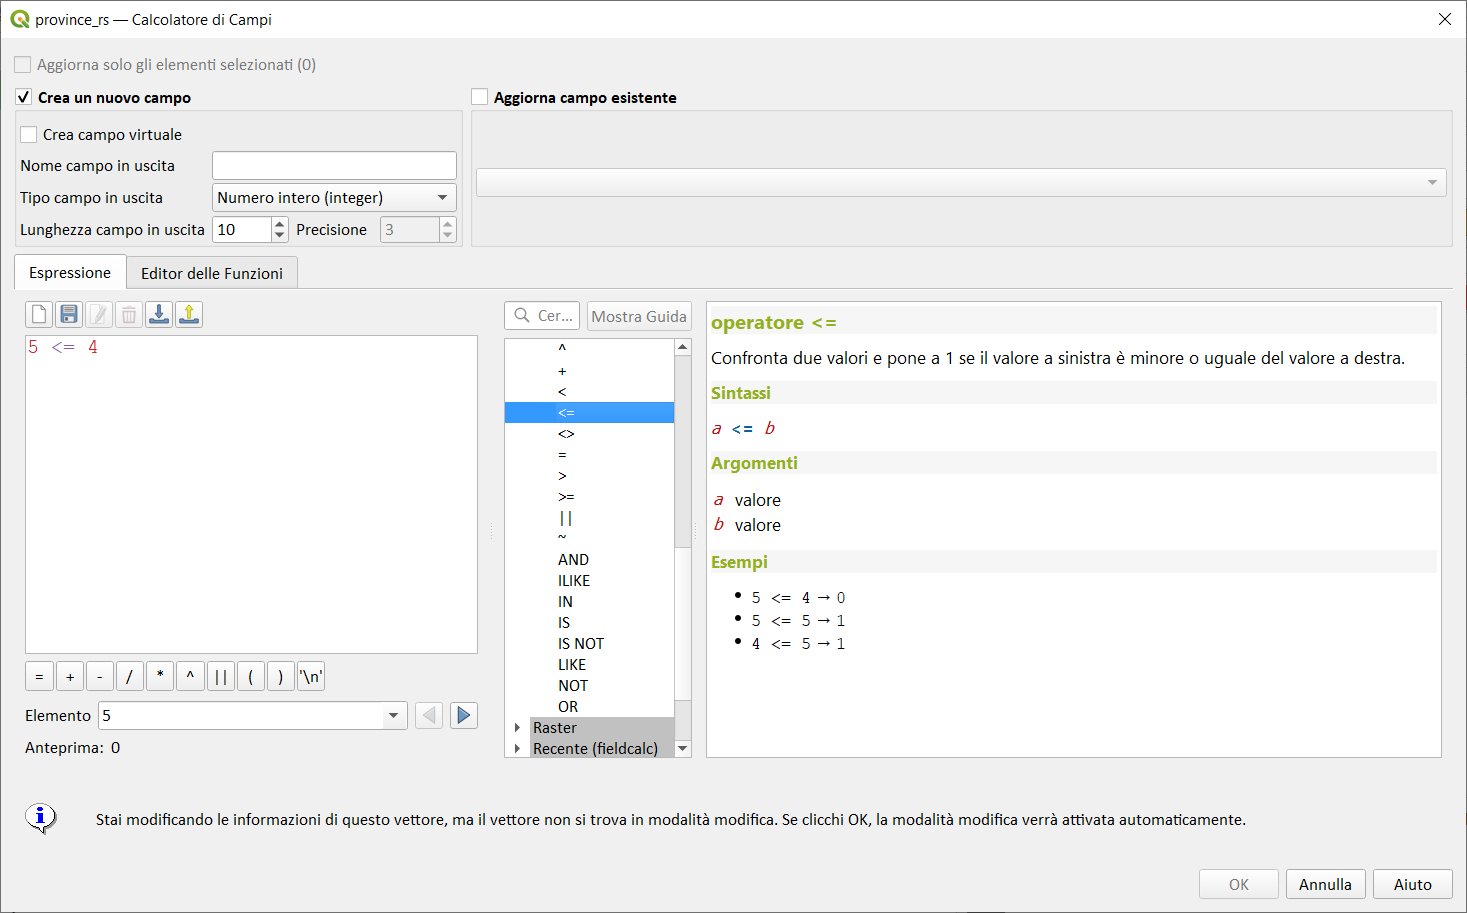 province_rs — Calcolatore di Campi
Aggiorna solo gli elementi selezionati (0)
Crea un nuovo campo
Aggiorna campo esistente
Crea campo virtuale
Nome campo in uscita
Tipo campo in uscita Numero intero (integer)
Lunghezza campo in uscita 10 Precisione 3
Espressione Editor delle Funzioni
5 <= 4
= + - / * ^ || ( ) '\n'
Elemento 5
Anteprima: 0
Cer... Mostra Guida
^
+
<
<=
<>
=
>
>=
||
~
AND
ILIKE
IN
IS
IS NOT
LIKE
NOT
OR
Raster
Recente (fieldcalc)
operatore <=
Confronta due valori e pone a 1 se il valore a sinistra è minore o uguale del valore a destra.
Sintassi
a <= b
Argomenti
a valore
b valore
Esempi
• 5 <= 4 → 0
• 5 <= 5 → 1
• 4 <= 5 → 1
Stai modificando le informazioni di questo vettore, ma il vettore non si trova in modalità modifica. Se clicchi OK, la modalità modifica verrà attivata automaticamente.
OK Annulla Aiuto